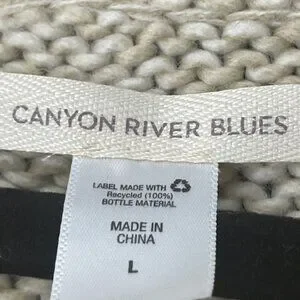 CANYON RIVER BLUES
LABEL MADE WITH
Recycled (100%)
BOTTLE MATERIAL
MADE IN
CHINA
L